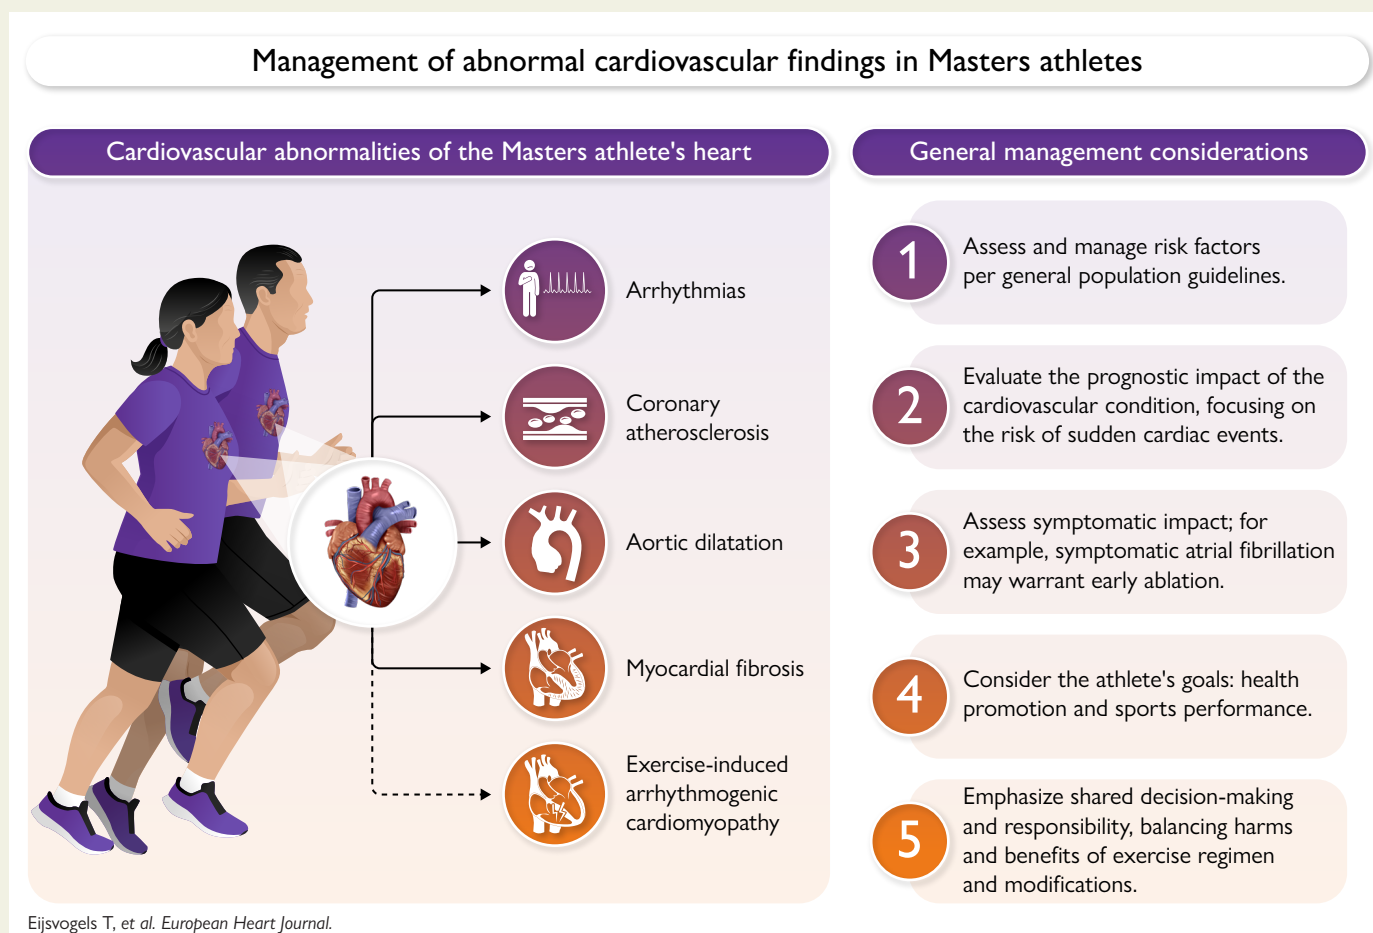 Management of abnormal cardiovascular findings in Masters athletes
Cardiovascular abnormalities of the Masters athlete's heart
Arrhythmias
Coronary
atherosclerosis
Aortic dilatation
Myocardial fibrosis
Exercise-induced
arrhythmogenic
cardiomyopathy
General management considerations
1
Assess and manage risk factors
per general population guidelines.
2
Evaluate the prognostic impact of the
cardiovascular condition, focusing on
the risk of sudden cardiac events.
3
Assess symptomatic impact; for
example, symptomatic atrial fibrillation
may warrant early ablation.
4
Consider the athlete's goals: health
promotion and sports performance.
5
Emphasize shared decision-making
and responsibility, balancing harms
and benefits of exercise regimen
and modifications.
Eijsvogels T, et al. European Heart Journal.